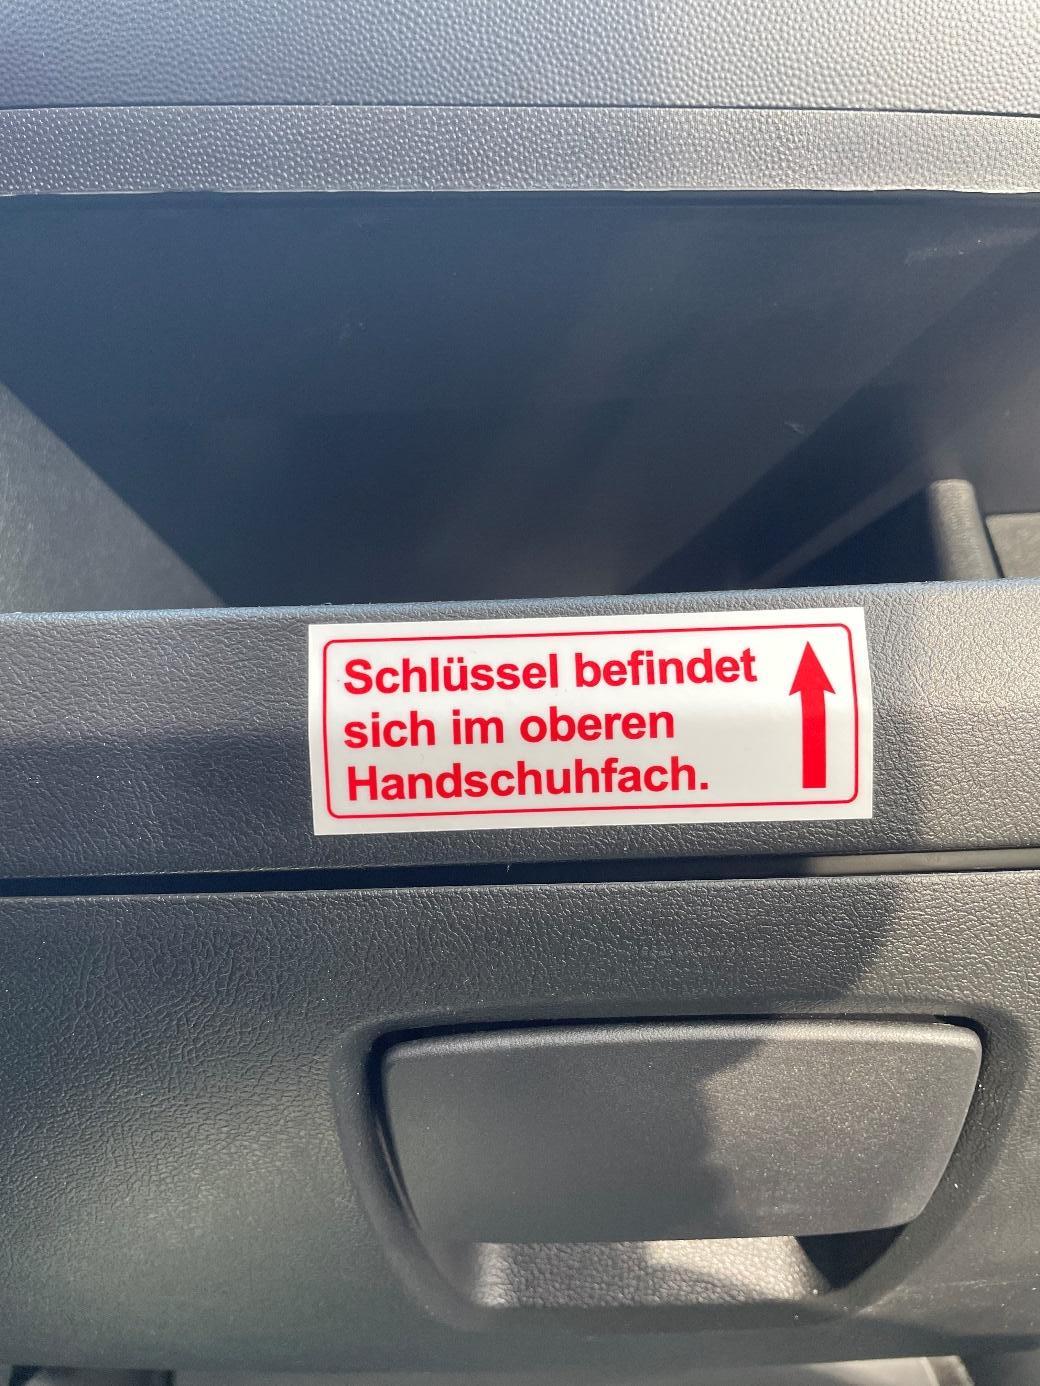 Schlüssel befindet
sich im oberen
Handschuhfach.